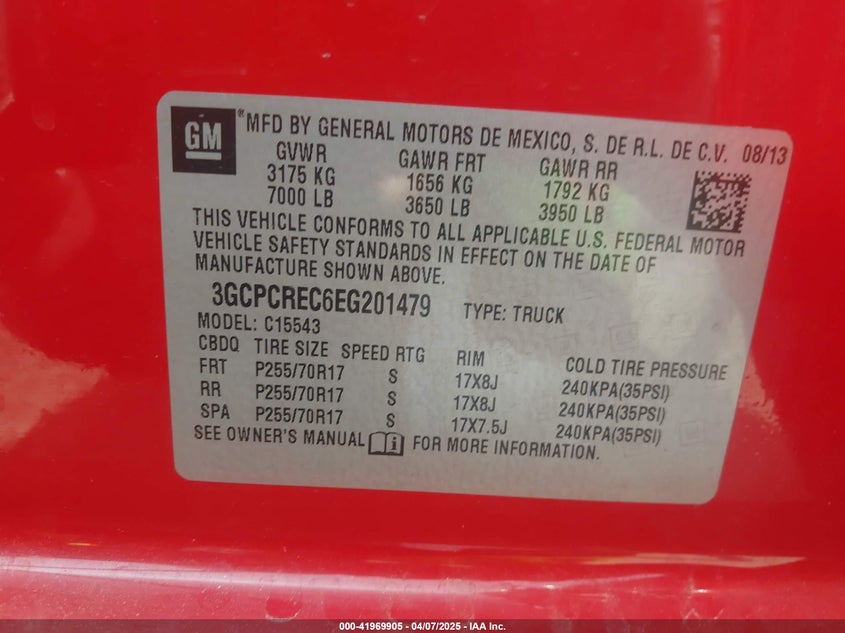 GM ® MFD BY GENERAL MOTORS DE MEXICO, S. DE R.L. DE C.V. 08/13
GVWR GAWR FRT GAWR RR
3175 KG 1656 KG 1792 KG
7000 LB 3650 LB 3950 LB
THIS VEHICLE CONFORMS TO ALL APPLICABLE U.S. FEDERAL MOTOR
VEHICLE SAFETY STANDARDS IN EFFECT ON THE DATE OF
MANUFACTURE SHOWN ABOVE.
3GCPCREC6EG201479 TYPE: TRUCK
MODEL: C15543
CBDQ TIRE SIZE SPEED RTG RIM COLD TIRE PRESSURE
FRT P255/70R17 S 17X8J 240KPA(35PSI)
RR P255/70R17 S 17X8J 240KPA(35PSI)
SPA P255/70R17 S 17X7.5J 240KPA(35PSI)
SEE OWNER'S MANUAL FOR MORE INFORMATION.
000-41969905 - 04/07/2025 - IAA Inc.